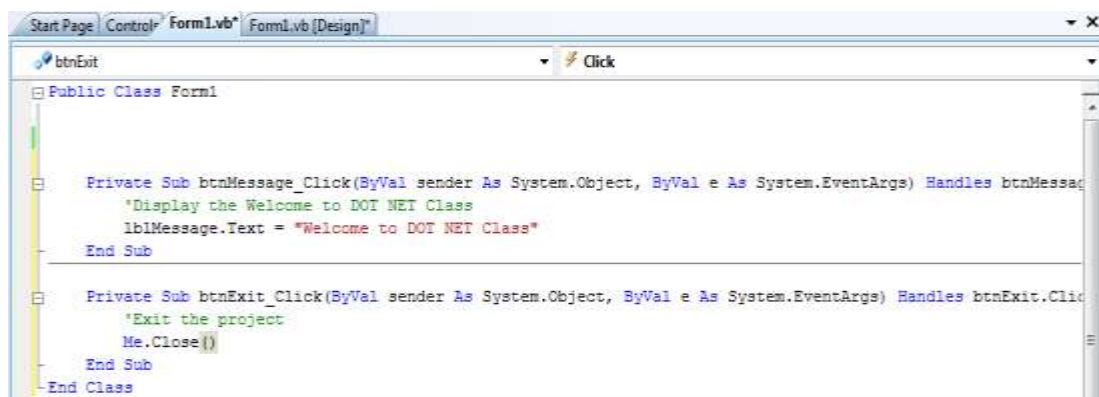 Start Page Control Form1.vb* Form1.vb [Design]*
btnExit Click
Public Class Form1
Private Sub btnMessage_Click(ByVal sender As System.Object, ByVal e As System.EventArgs) Handles btnMessag
'Display the Welcome to DOT NET Class
lblMessage.Text = "Welcome to DOT NET Class"
End Sub
Private Sub btnExit_Click(ByVal sender As System.Object, ByVal e As System.EventArgs) Handles btnExit.Clic
'Exit the project
Me.Close()
End Sub
End Class